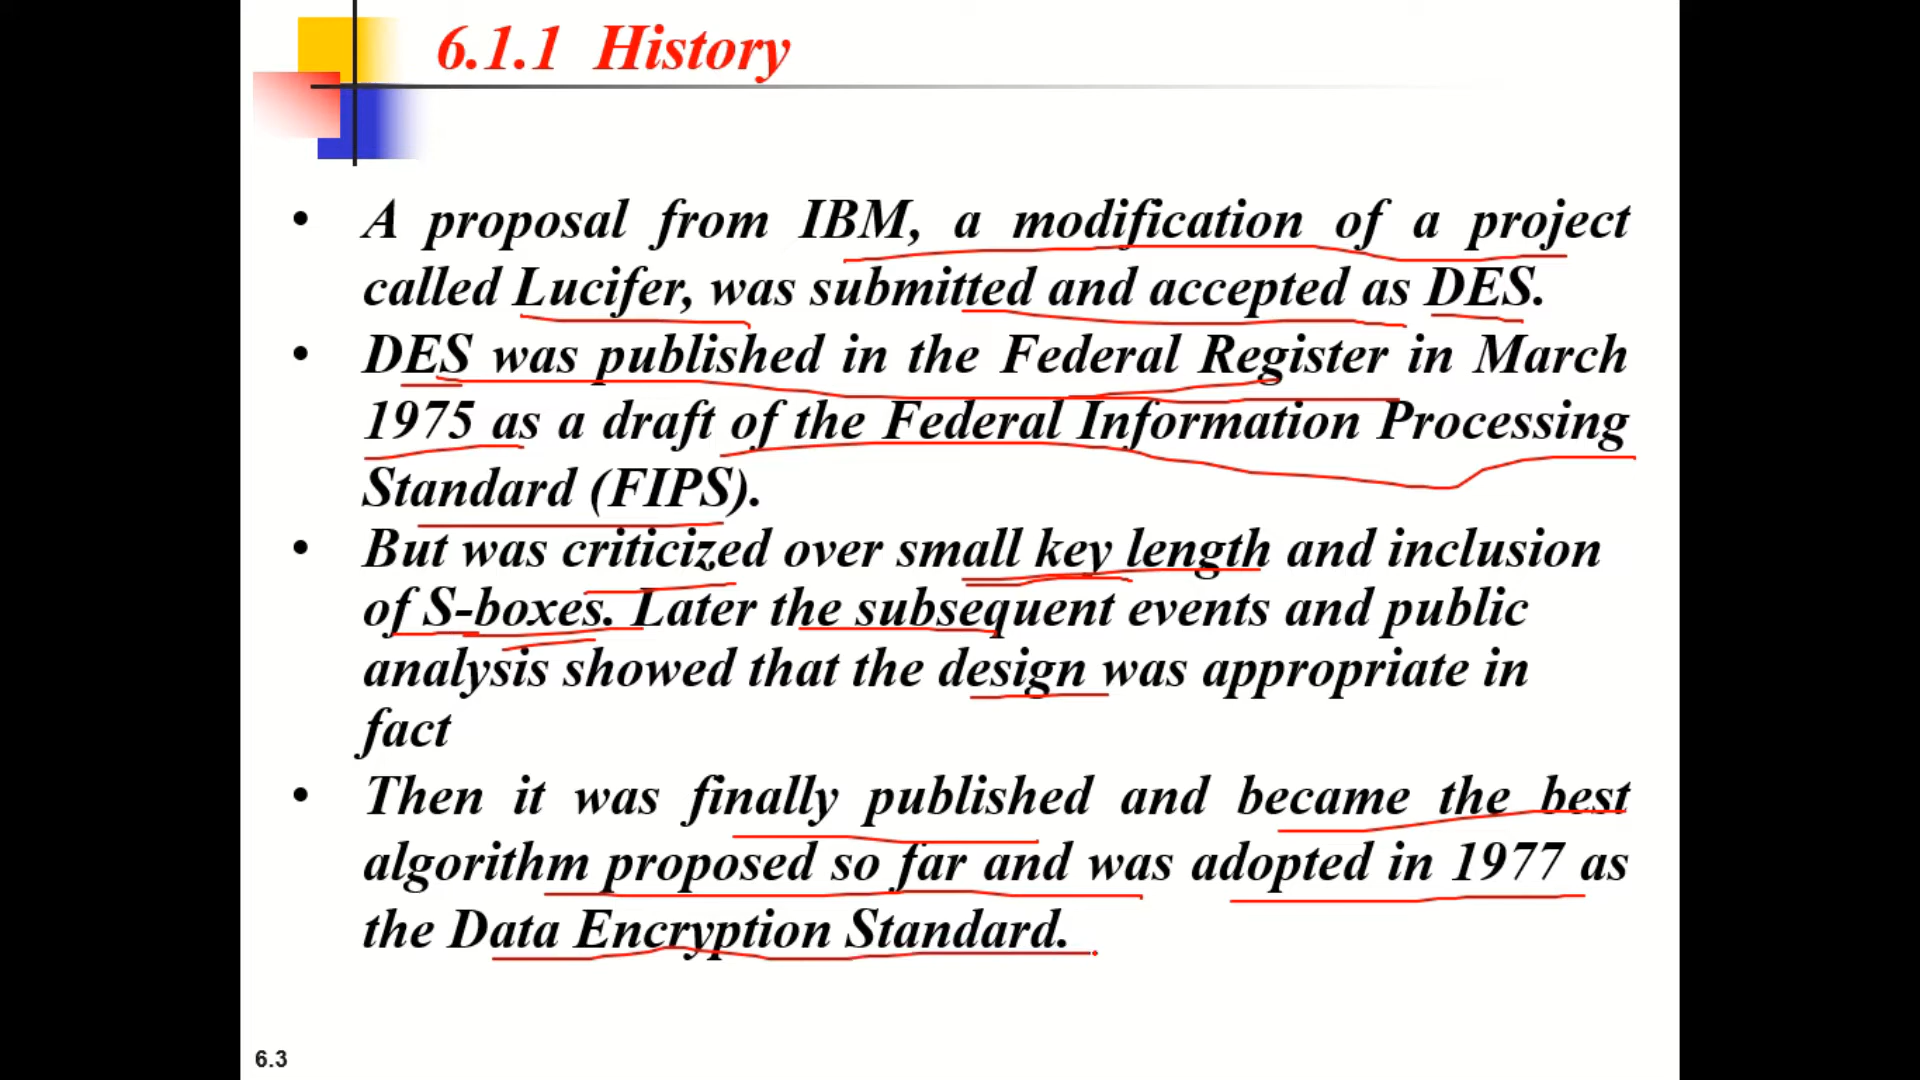 6.1.1 History
• A proposal from IBM, a modification of a project
called Lucifer, was submitted and accepted as DES.
• DES was published in the Federal Register in March
1975 as a draft of the Federal Information Processing
Standard (FIPS).
• But was criticized over small key length and inclusion
of S-boxes. Later the subsequent events and public
analysis showed that the design was appropriate in
fact
• Then it was finally published and became the best
algorithm proposed so far and was adopted in 1977 as
the Data Encryption Standard.
6.3